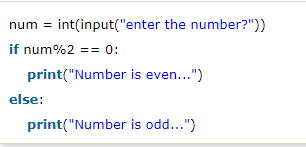 num = int(input("enter the number?"))
if num%2 == 0:
    print("Number is even...")
else:
    print("Number is odd...")